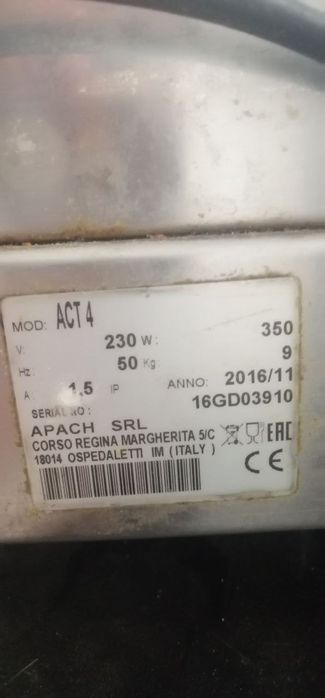 MOD: ACT 4
V: 230 W: 350
Hz: 50 Kg: 9
A: 1,5 IP ANNO: 2016/11
SERIAL NO: 16GD03910
APACH SRL
CORSO REGINA MARGHERITA 5/C
18014 OSPEDALETTI IM (ITALY)
EAC
CE